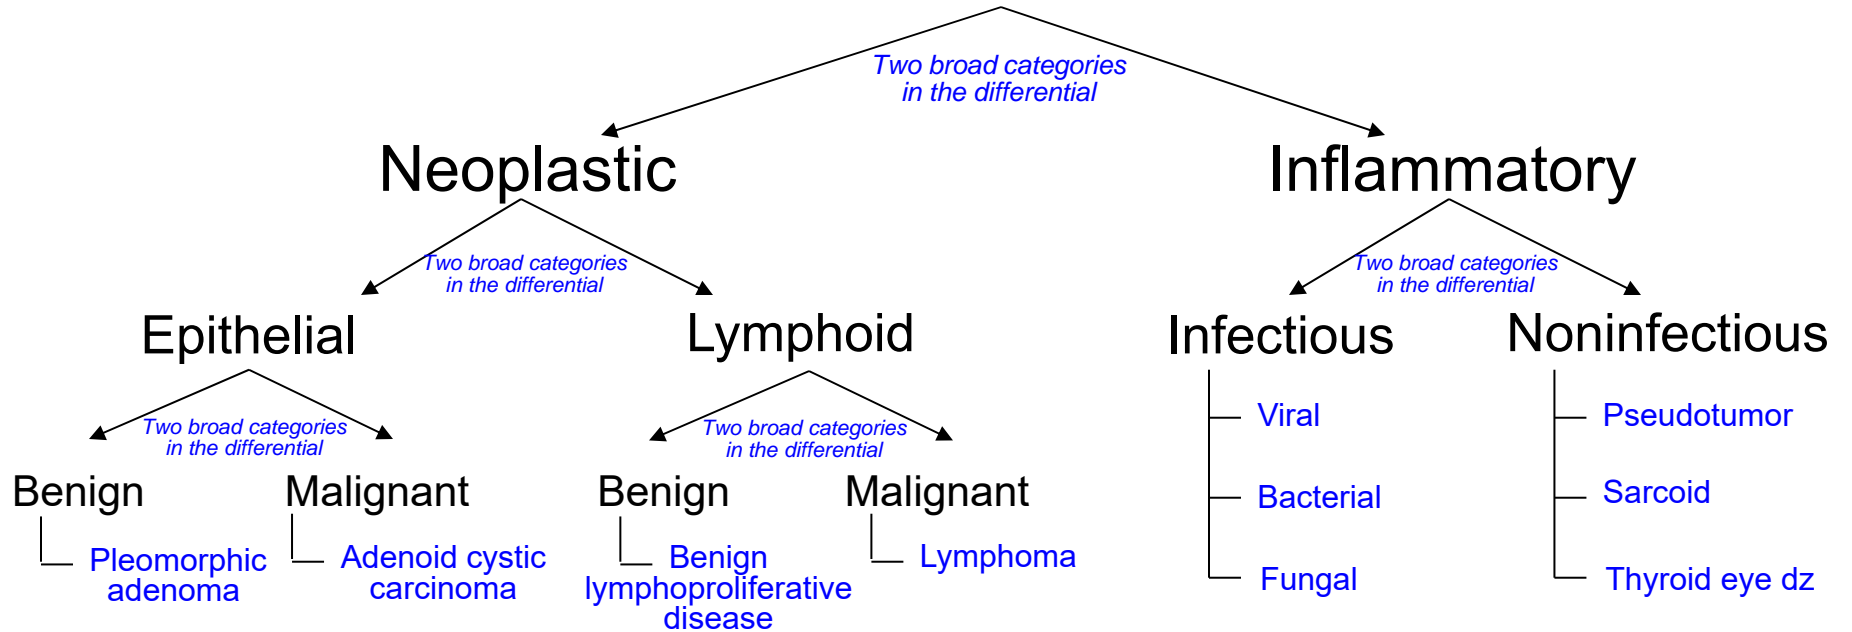 Two broad categories
in the differential
Neoplastic
Inflammatory
Two broad categories
in the differential
Two broad categories
in the differential
Epithelial
Lymphoid
Infectious
Noninfectious
Two broad categories
in the differential
Two broad categories
in the differential
Viral
Pseudotumor
Benign
Malignant
Benign
Malignant
Bacterial
Sarcoid
Pleomorphic
adenoma
Adenoid cystic
carcinoma
Benign
lymphoproliferative
disease
Lymphoma
Fungal
Thyroid eye dz